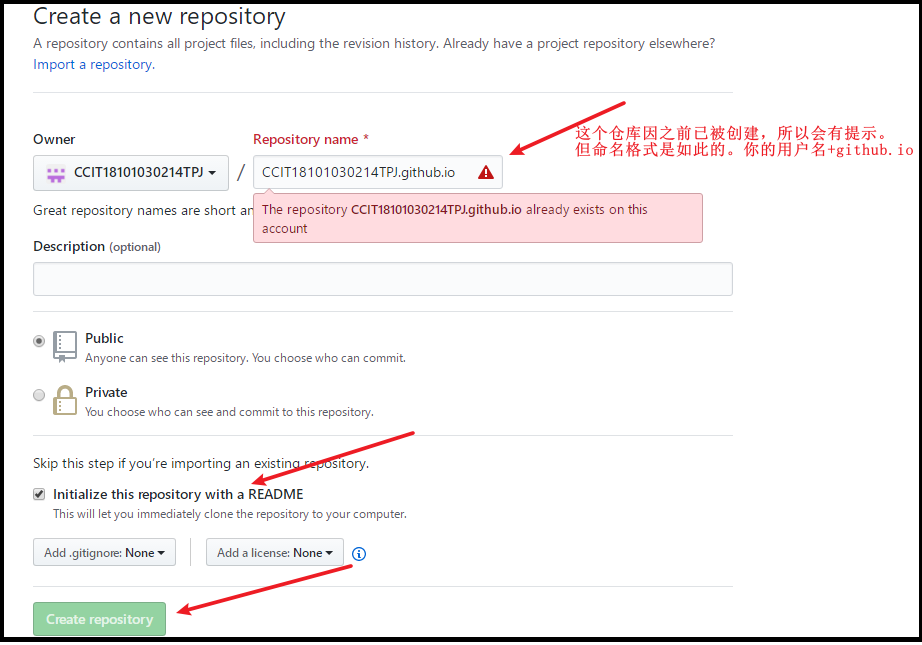 Create a new repository
A repository contains all project files, including the revision history. Already have a project repository elsewhere?
Import a repository.
Owner
Repository name *
这个仓库因之前已被创建，所以会有提示。
但命名格式是如此的。你的用户名+github.io
CCIT18101030214TPJ
/
CCIT18101030214TPJ.github.io
Great repository names are short an
The repository CCIT18101030214TPJ.github.io already exists on this
account
Description (optional)
Public
Anyone can see this repository. You choose who can commit.
Private
You choose who can see and commit to this repository.
Skip this step if you’re importing an existing repository.
Initialize this repository with a README
This will let you immediately clone the repository to your computer.
Add .gitignore: None
Add a license: None
Create repository